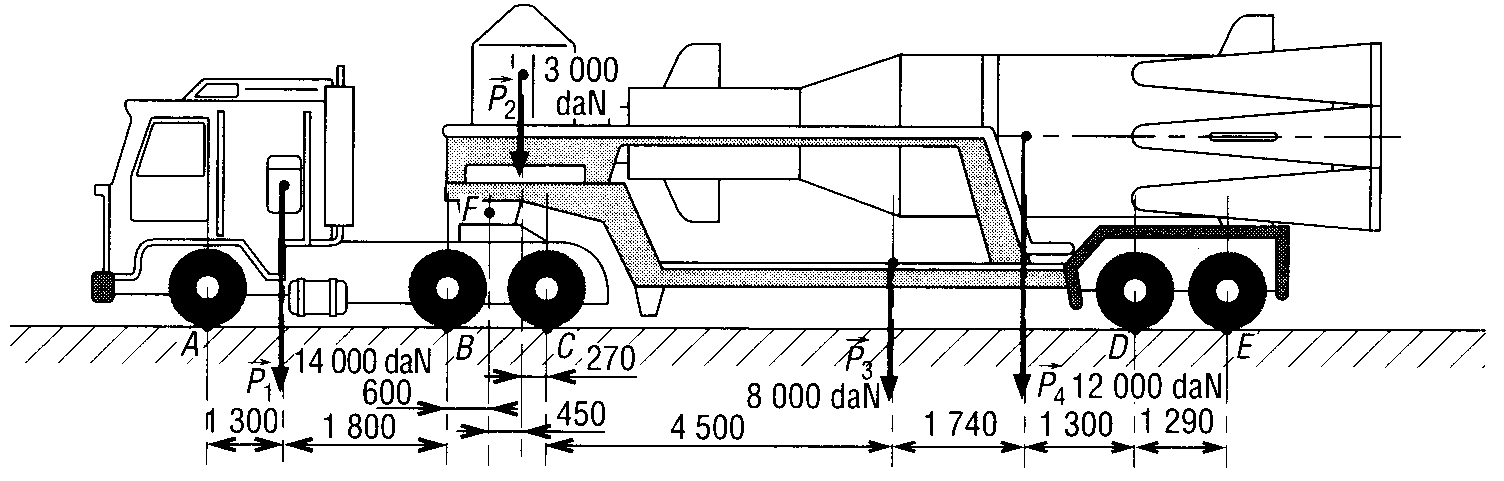 3 000
daN
P₂
F
A
B
C
D
E
P₁
14 000 daN
P₃
8 000 daN
P₄ 12 000 daN
270
600
450
1 300
1 800
4 500
1 740
1 300
1 290